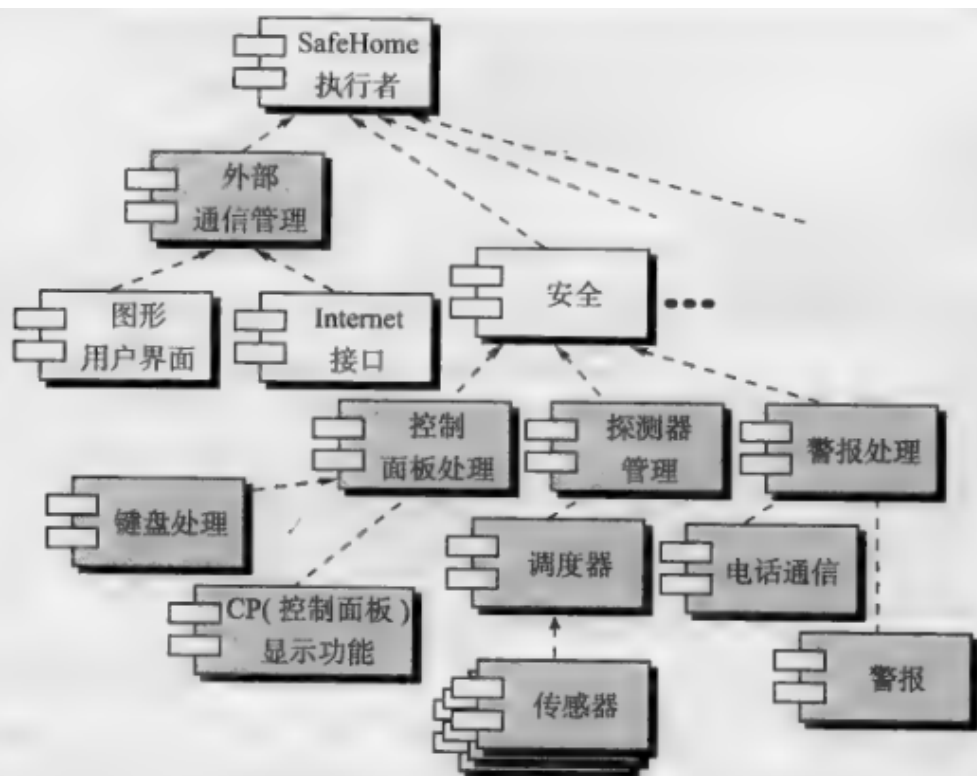 SafeHome
执行者
外部
通信管理
安全
图形
用户界面
Internet
接口
控制
面板处理
探测器
管理
警报处理
键盘处理
调度器
电话通信
CP(控制面板)
显示功能
传感器
警报